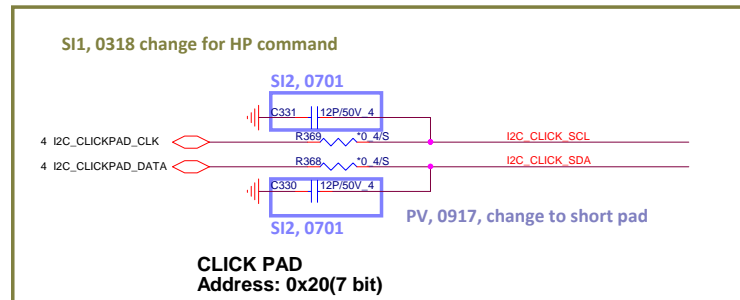 SI1, 0318 change for HP command
SI2, 0701
C331 12P/50V_4
4 I2C_CLICKPAD_CLK R369 *0_4/S I2C_CLICK_SCL
4 I2C_CLICKPAD_DATA R368 *0_4/S I2C_CLICK_SDA
C330 12P/50V_4
SI2, 0701
PV, 0917, change to short pad
CLICK PAD
Address: 0x20(7 bit)